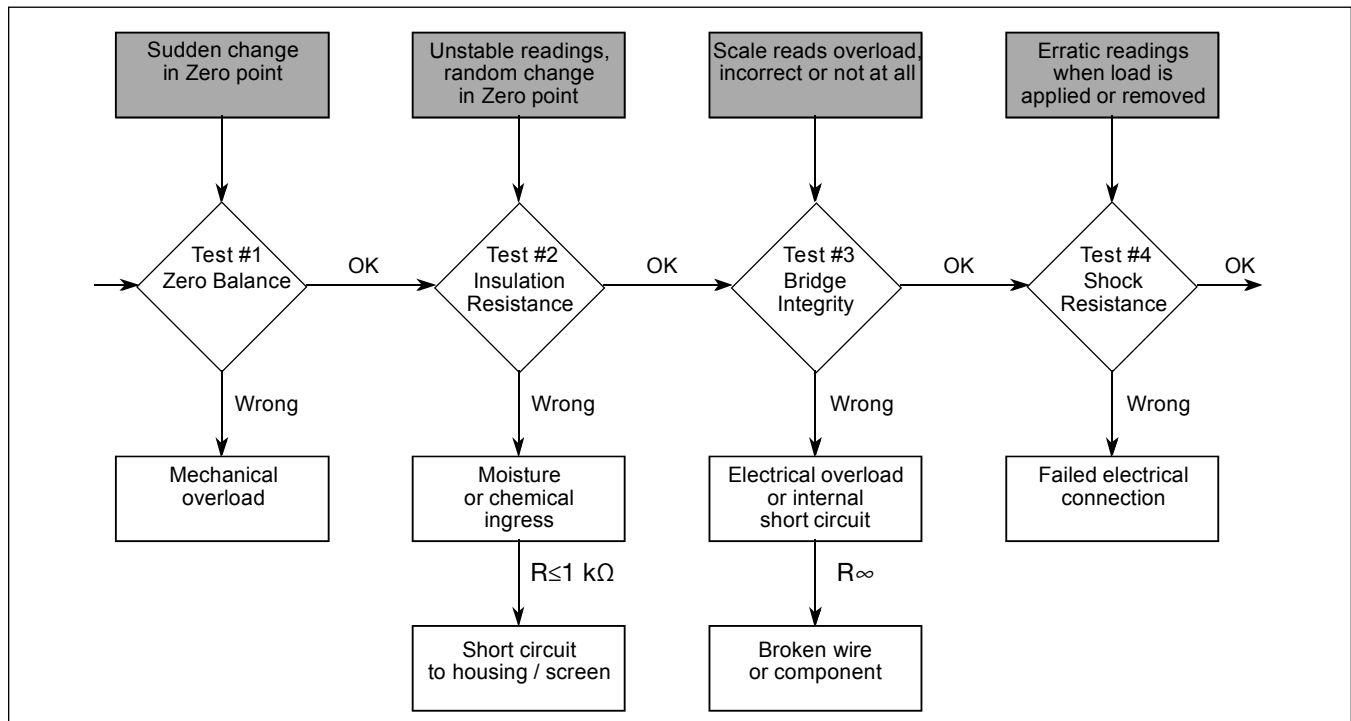 Sudden change
in Zero point
Unstable readings,
random change
in Zero point
Scale reads overload,
incorrect or not at all
Erratic readings
when load is
applied or removed
Test #1
Zero Balance
OK
Test #2
Insulation
Resistance
OK
Test #3
Bridge
Integrity
OK
Test #4
Shock
Resistance
OK
Wrong
Wrong
Wrong
Wrong
Mechanical
overload
Moisture
or chemical
ingress
Electrical overload
or internal
short circuit
Failed electrical
connection
R≤1 kΩ
R∞
Short circuit
to housing / screen
Broken wire
or component